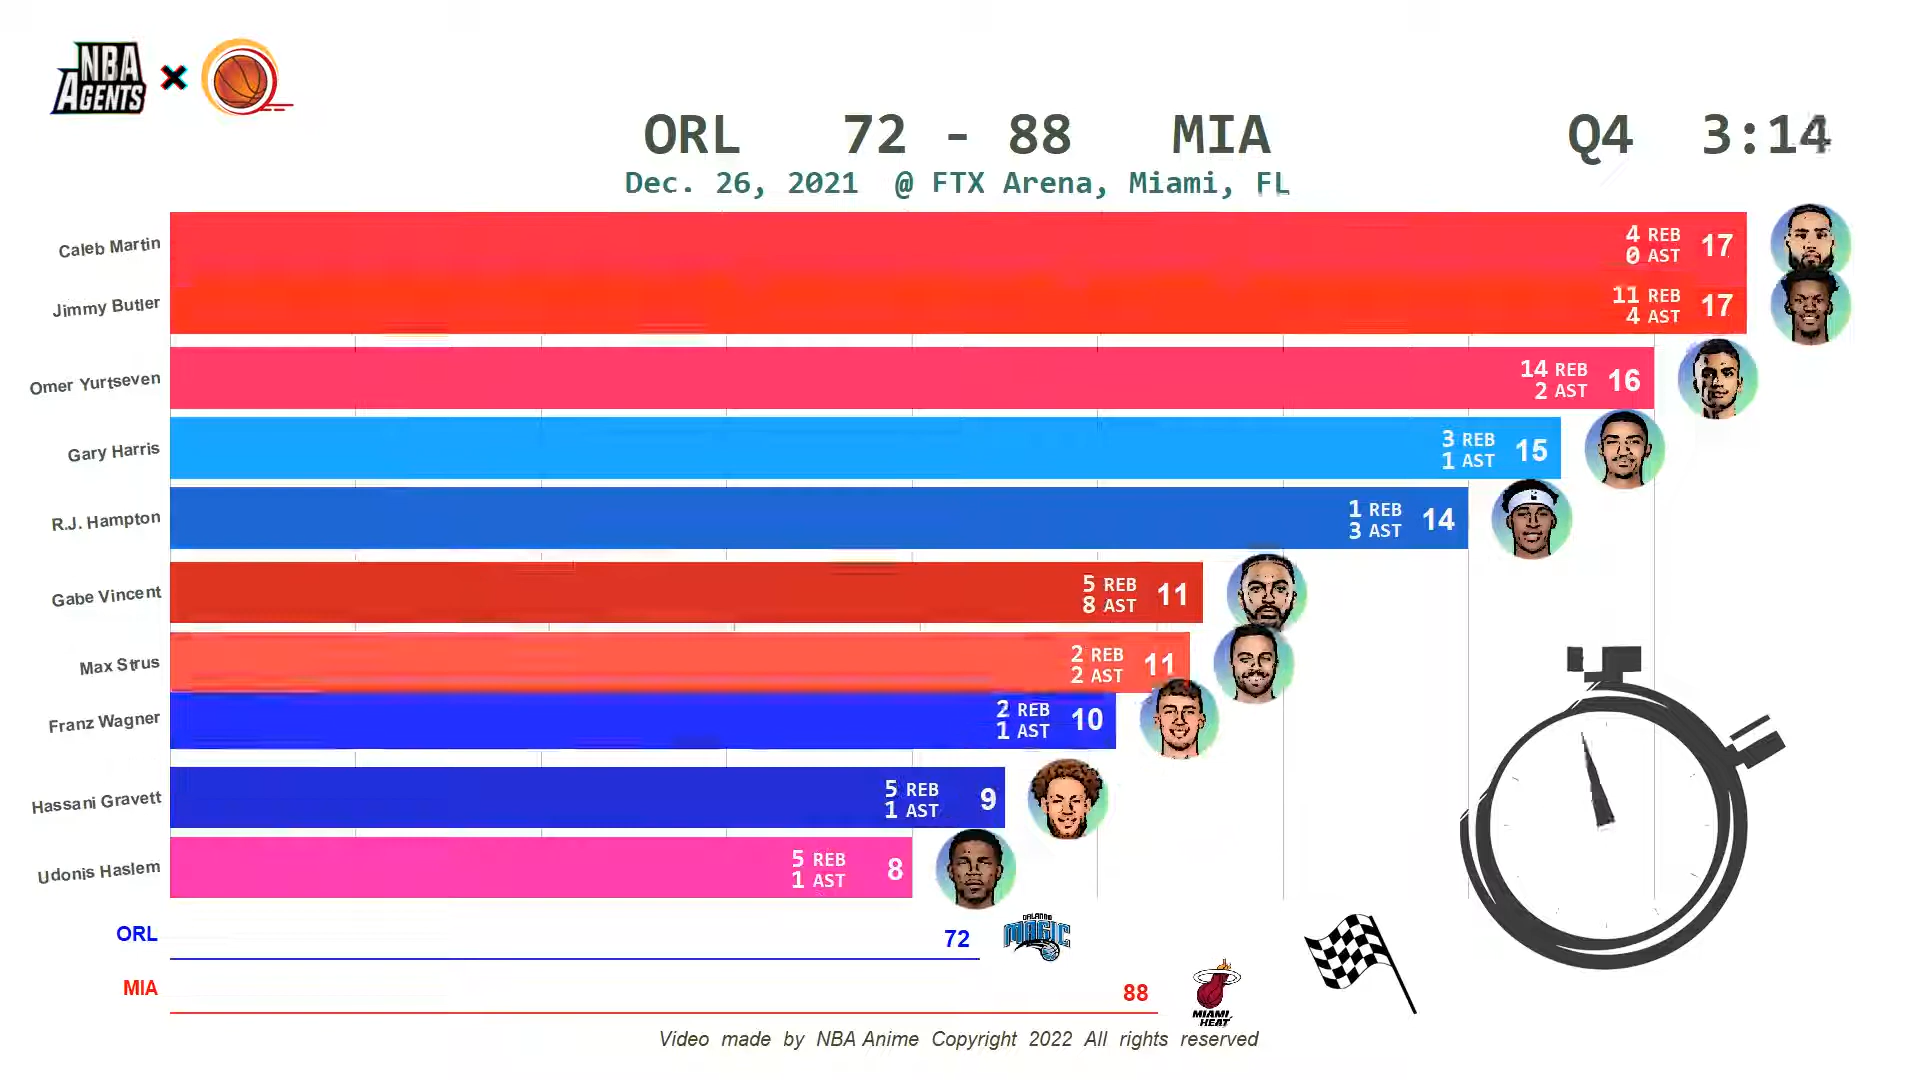 NBA
AGENTS
ORL 72 - 88 MIA Q4 3:14
Dec. 26, 2021 @ FTX Arena, Miami, FL
Caleb Martin 4 REB 0 AST 17
Jimmy Butler 11 REB 4 AST 17
Omer Yurtseven 14 REB 2 AST 16
Gary Harris 3 REB 1 AST 15
R.J. Hampton 1 REB 3 AST 14
Gabe Vincent 5 REB 8 AST 11
Max Strus 2 REB 2 AST 11
Franz Wagner 2 REB 1 AST 10
Hassani Gravett 5 REB 1 AST 9
Udonis Haslem 5 REB 1 AST 8
ORL 72 ORLANDO MAGIC
MIA 88 MIAMI HEAT
Video made by NBA Anime Copyright 2022 All rights reserved